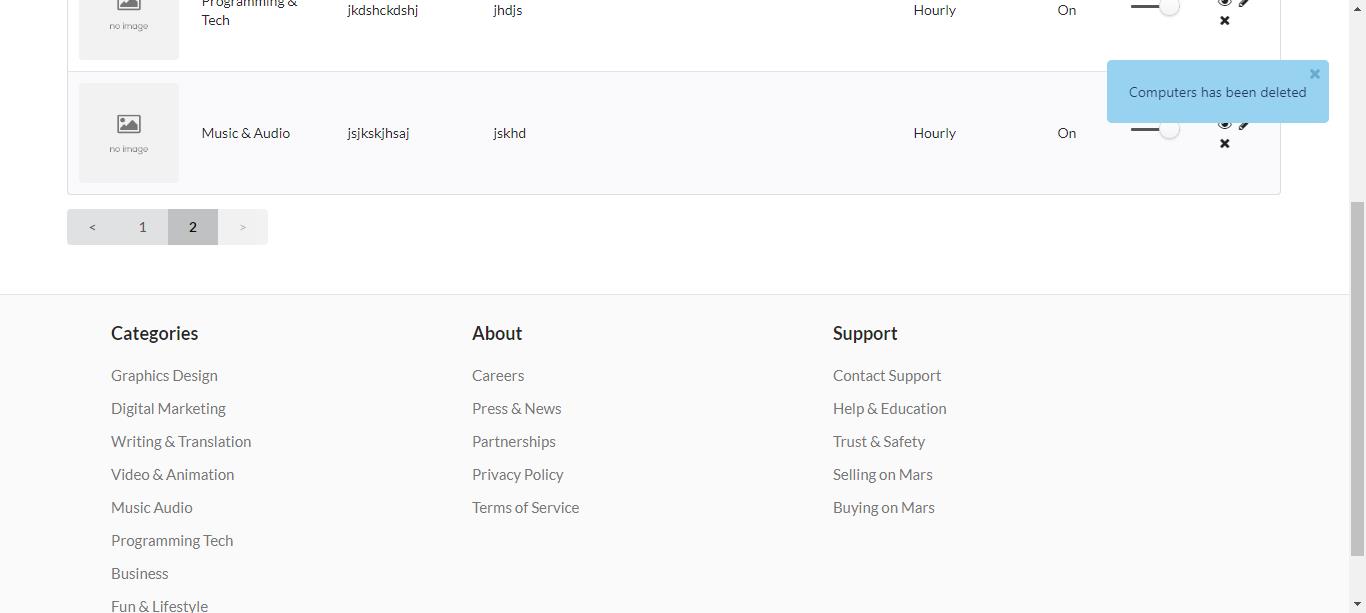 Programming &
Tech
jkdshckdshj
jhdjs
Hourly
On
no image
Computers has been deleted
Music & Audio
jsjkskjhsaj
jskhd
Hourly
On
no image
< 1 2 >
Categories
Graphics Design
Digital Marketing
Writing & Translation
Video & Animation
Music Audio
Programming Tech
Business
Fun & Lifestyle
About
Careers
Press & News
Partnerships
Privacy Policy
Terms of Service
Support
Contact Support
Help & Education
Trust & Safety
Selling on Mars
Buying on Mars